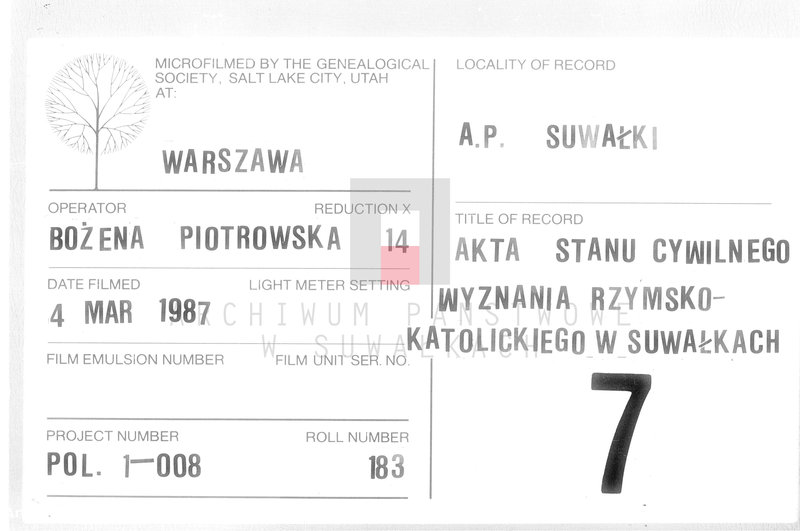 MICROFILMED BY THE GENEALOGICAL
SOCIETY, SALT LAKE CITY, UTAH
AT:
WARSZAWA
OPERATOR REDUCTION X
BOŻENA PIOTROWSKA 14
DATE FILMED LIGHT METER SETTING
4 MAR 1987
FILM EMULSION NUMBER FILM UNIT SER. NO.
PROJECT NUMBER ROLL NUMBER
POL. 1-008 183
LOCALITY OF RECORD
A.P. SUWAŁKI
TITLE OF RECORD
AKTA STANU CYWILNEGO
WYZNANIA RZYMSKO-
KATOLICKIEGO W SUWAŁKACH
7
ARCHIWUM PAŃSTWOWE
W SUWAŁKACH